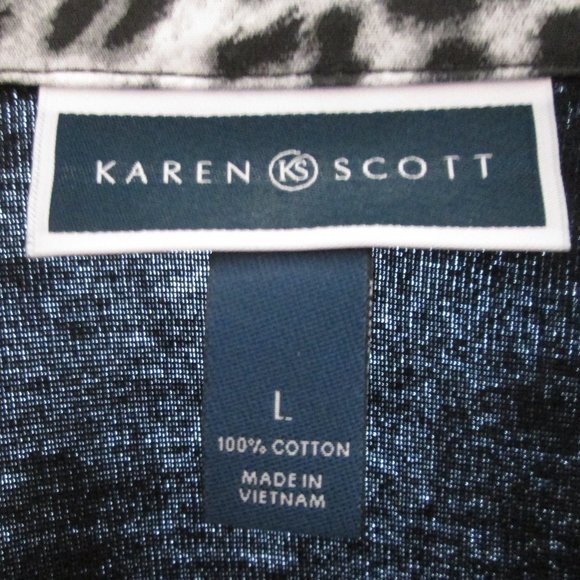 KAREN KS SCOTT
L
100% COTTON
MADE IN
VIETNAM